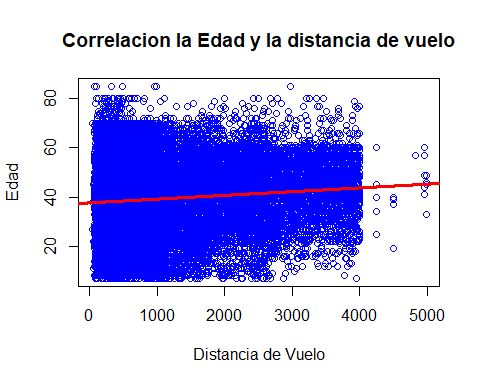 Correlacion la Edad y la distancia de vuelo
Edad
80
60
40
20
0 1000 2000 3000 4000 5000
Distancia de Vuelo